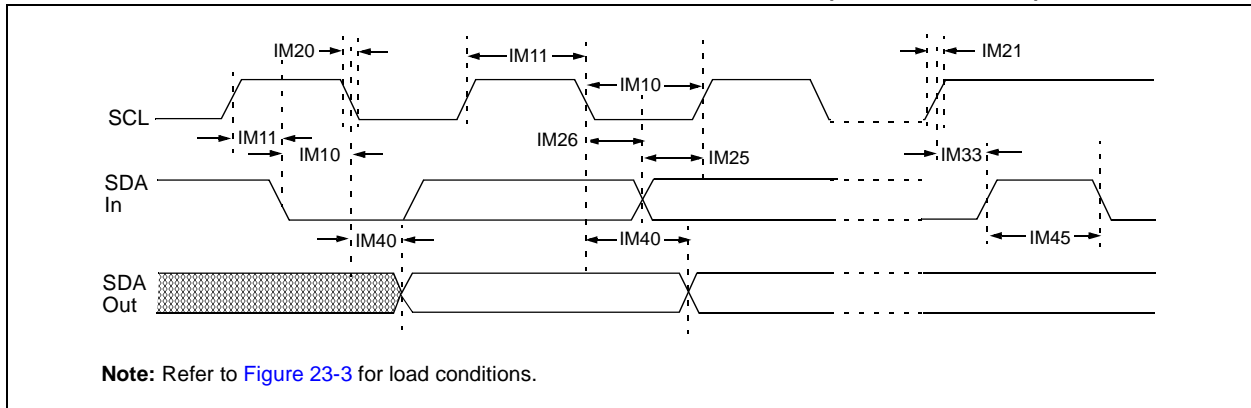 IM20
IM11
IM21
IM10
SCL
IM11
IM26
IM10
IM25
IM33
SDA
In
IM40
IM40
IM45
SDA
Out
Note: Refer to Figure 23-3 for load conditions.